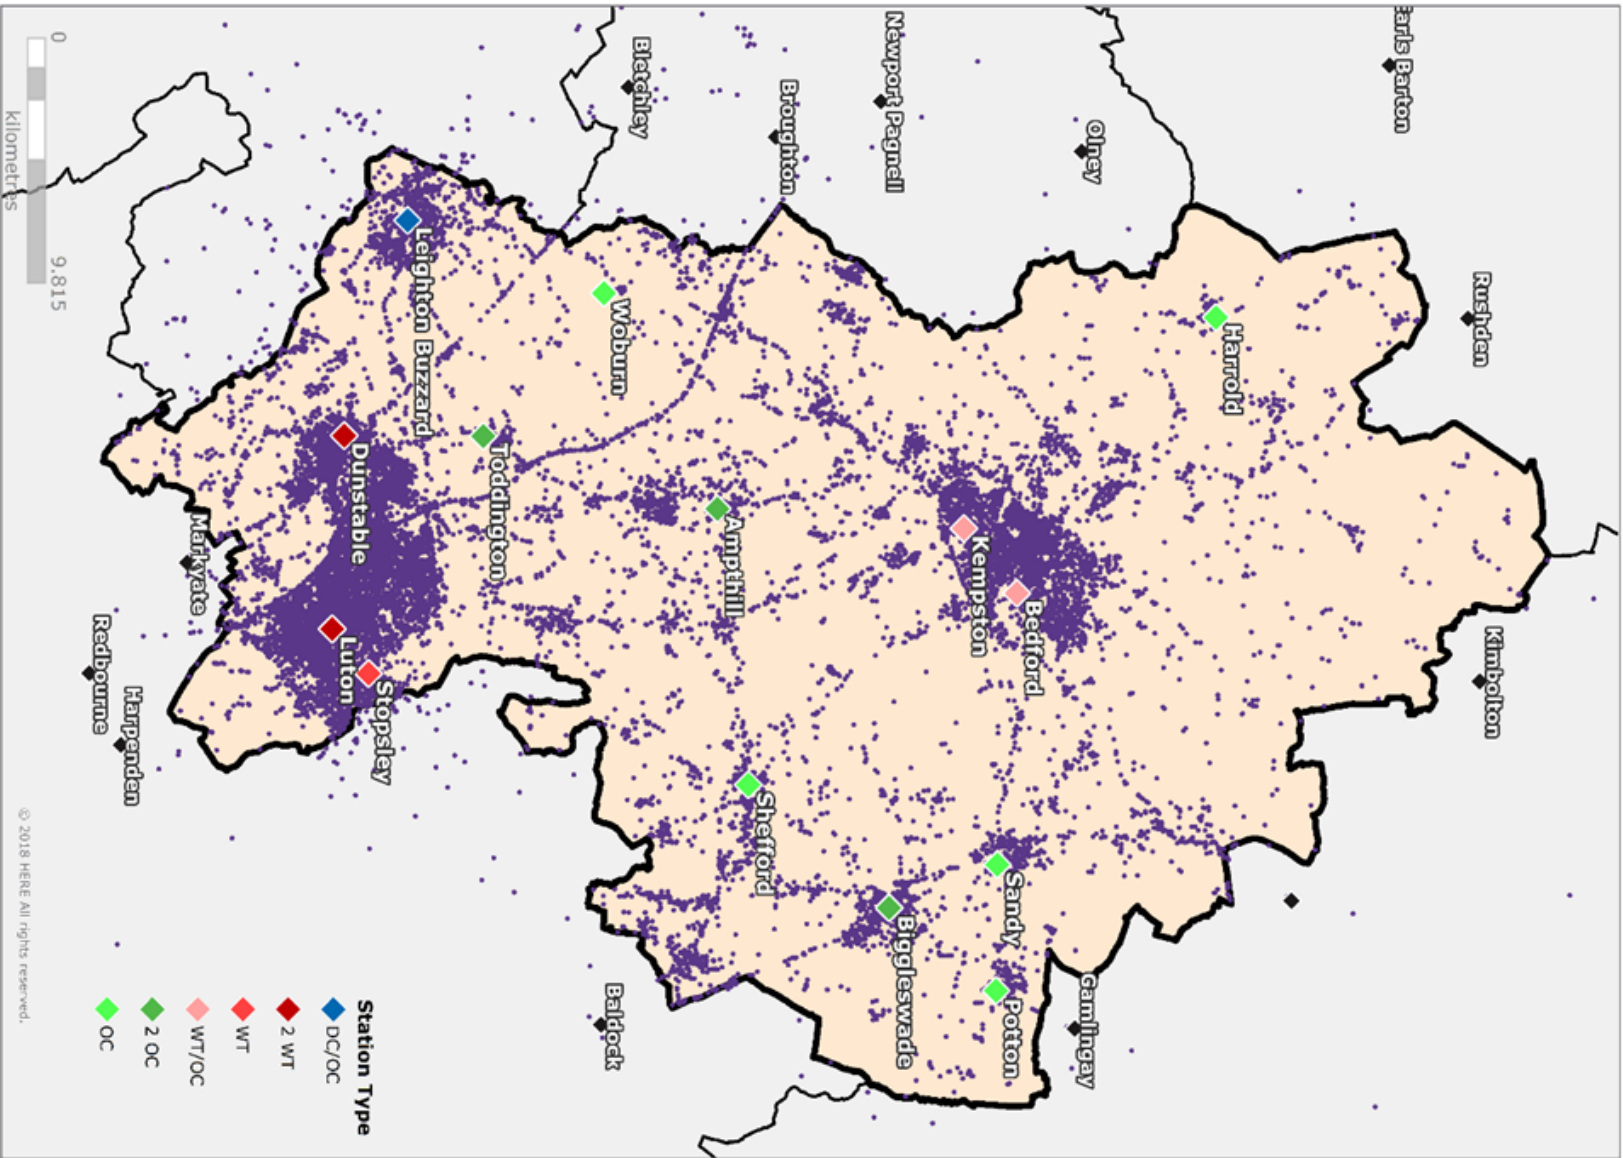 Earls Barton
Rushden
Kimbolton
Harrold
Olney
Gamlingay
Newport Pagnell
Kempston
Bedford
Sandy
Potton
Broughton
Biggleswade
Ampthill
Shefford
Bletchley
Woburn
Baldock
Toddington
Leighton Buzzard
Dunstable
Luton
Stopsley
Markyate
Harpenden
Redbourne
Station Type
DC/OC
2 WT
WT
WT/OC
2 OC
OC
0
9.815
kilometres
© 2018 HERE All rights reserved.